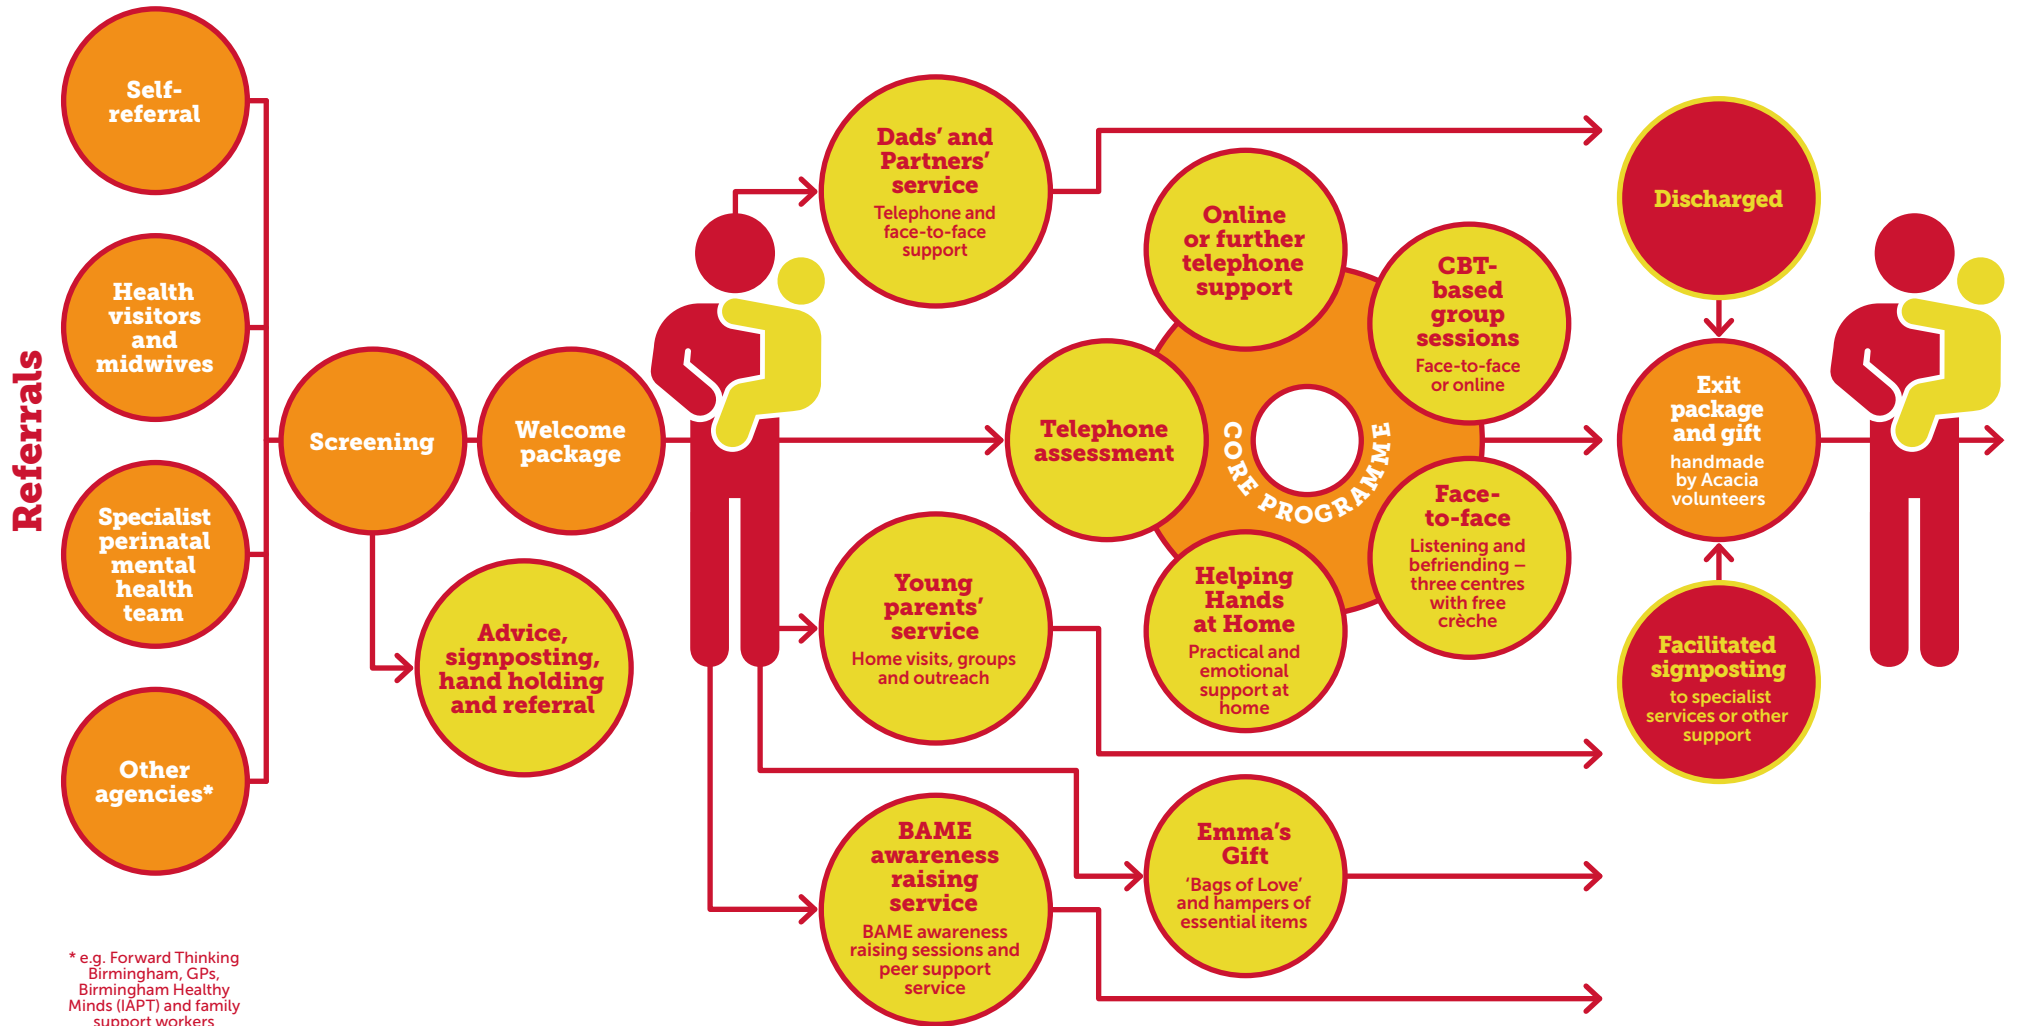 Referrals
Self-
referral
Health
visitors
and
midwives
Specialist
perinatal
mental
health
team
Other
agencies*
* e.g. Forward Thinking
Birmingham, GPs,
Birmingham Healthy
Minds (IAPT) and family
support workers
Screening
Welcome
package
Advice,
signposting,
hand holding
and referral
Dads’ and
Partners’
service
Telephone and
face-to-face
support
Young
parents’
service
Home visits, groups
and outreach
BAME
awareness
raising
service
BAME awareness
raising sessions and
peer support
service
Telephone
assessment
Online
or further
telephone
support
CBT-
based
group
sessions
Face-to-face
or online
CORE PROGRAMME
Face-
to-face
Listening and
befriending –
three centres
with free
crèche
Helping
Hands
at Home
Practical and
emotional
support at
home
Emma’s
Gift
‘Bags of Love’
and hampers of
essential items
Discharged
Exit
package
and gift
handmade
by Acacia
volunteers
Facilitated
signposting
to specialist
services or other
support